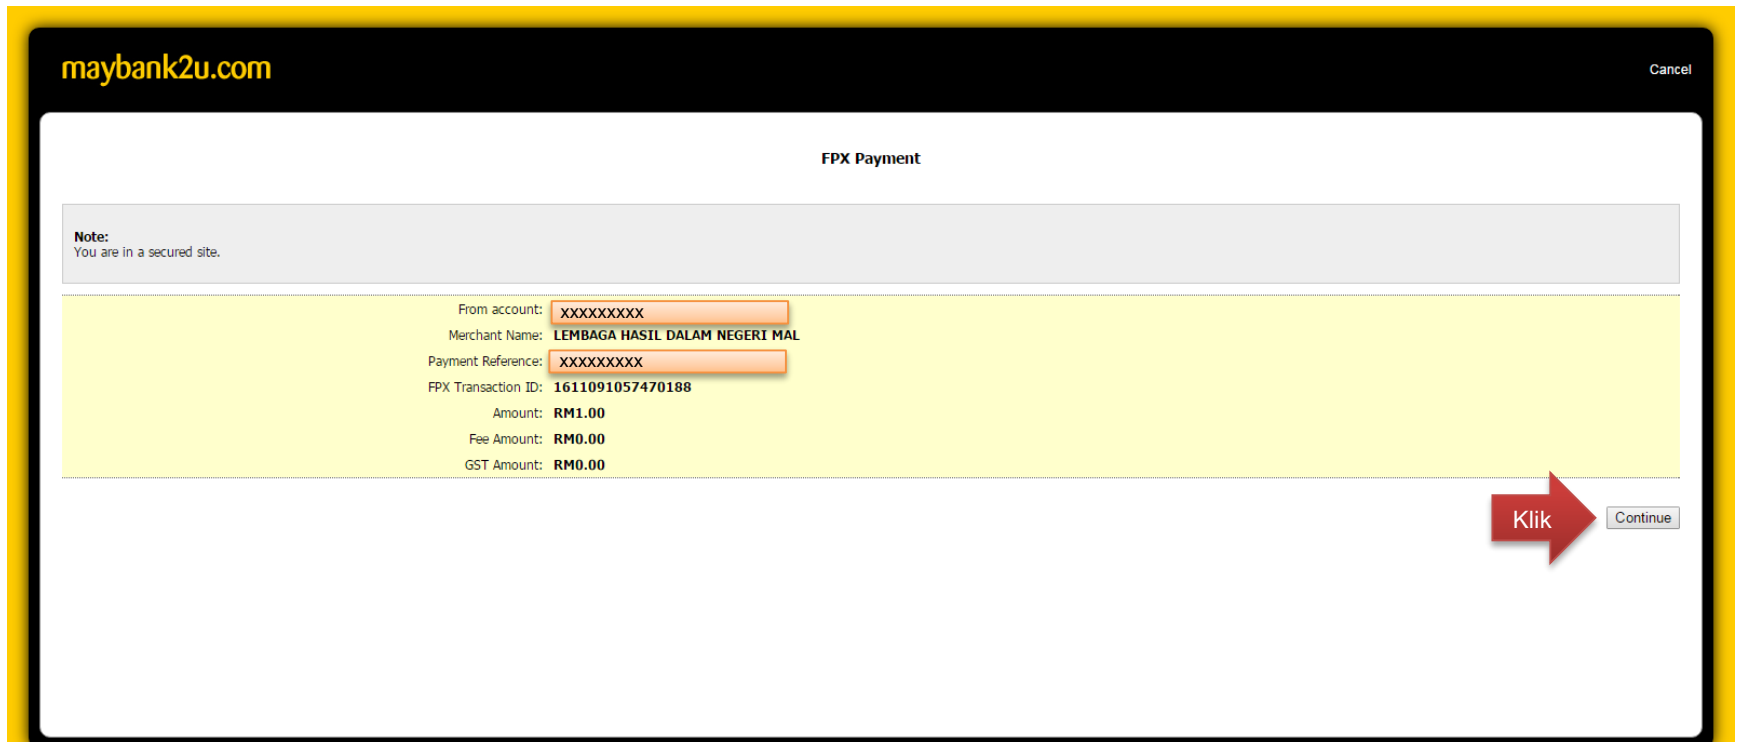 maybank2u.com
Cancel
FPX Payment
Note:
You are in a secured site.
From account: XXXXXXXXX
Merchant Name: LEMBAGA HASIL DALAM NEGERI MAL
Payment Reference: XXXXXXXXX
FPX Transaction ID: 1611091057470188
Amount: RM1.00
Fee Amount: RM0.00
GST Amount: RM0.00
Klik Continue